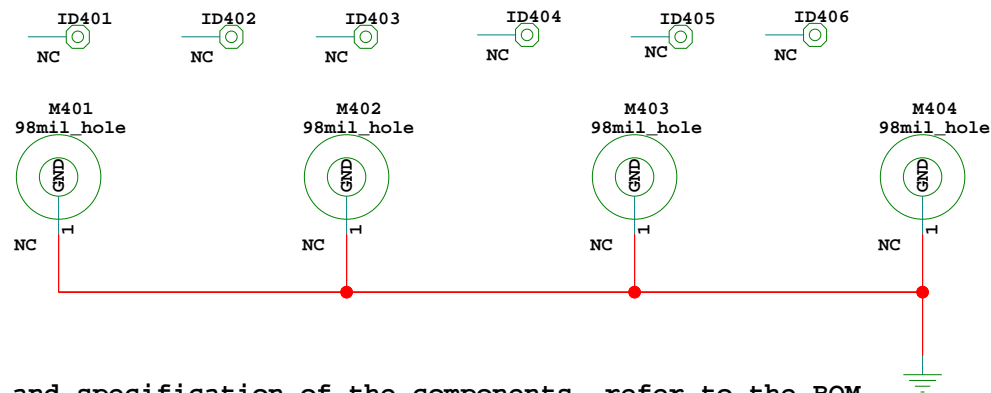 ID401 ID402 ID403 ID404 ID405 ID406
NC NC NC NC NC NC
M401 M402 M403 M404
98mil_hole 98mil_hole 98mil_hole 98mil_hole
GND GND GND GND
1 1 1 1
NC NC NC NC
and specification of the components, refer to the BOM